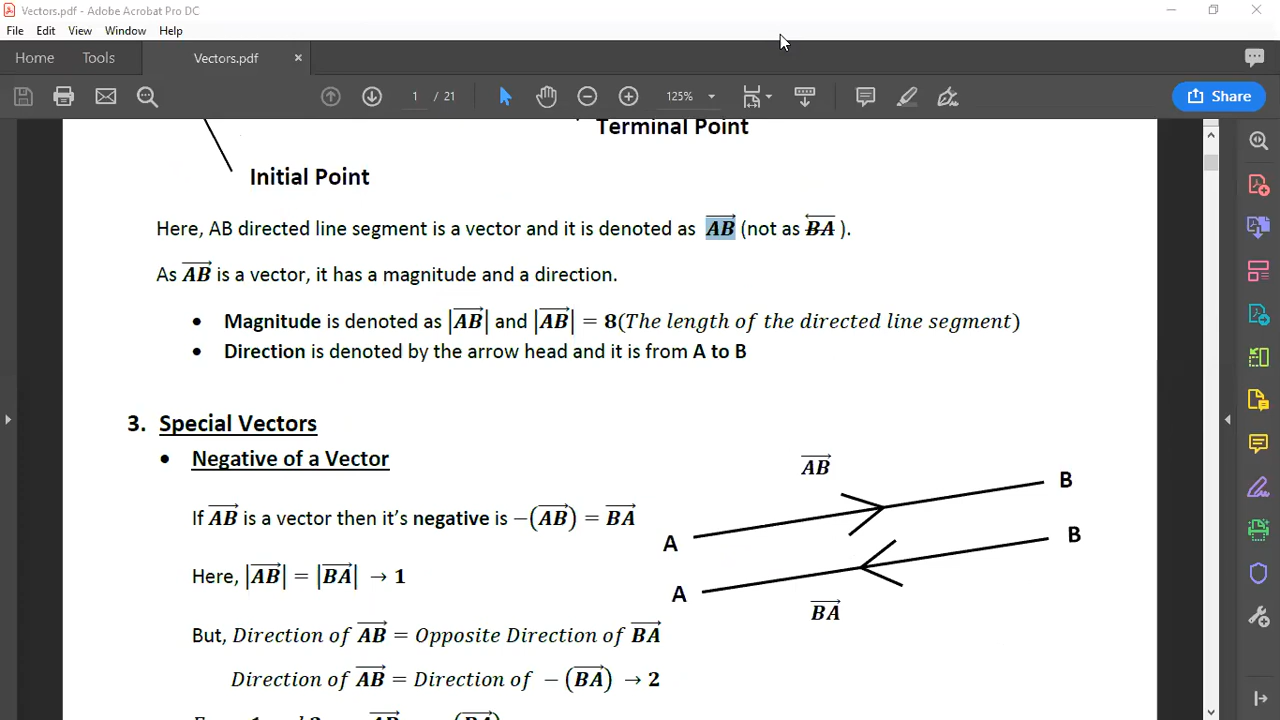 Vectors.pdf - Adobe Acrobat Pro DC
File Edit View Window Help
Home Tools Vectors.pdf ×
1 / 21 125% Share
Terminal Point
Initial Point
Here, AB directed line segment is a vector and it is denoted as AB⃗ (not as B̶A̶⃖ ).
As AB⃗ is a vector, it has a magnitude and a direction.
• Magnitude is denoted as |AB⃗| and |AB⃗| = 8(The length of the directed line segment)
• Direction is denoted by the arrow head and it is from A to B
3. Special Vectors
• Negative of a Vector
AB⃗
B
If AB⃗ is a vector then it's negative is −(AB⃗) = BA⃗
A
B
Here, |AB⃗| = |BA⃗| → 1
A
BA⃗
But, Direction of AB⃗ = Opposite Direction of BA⃗
Direction of AB⃗ = Direction of − (BA⃗) → 2